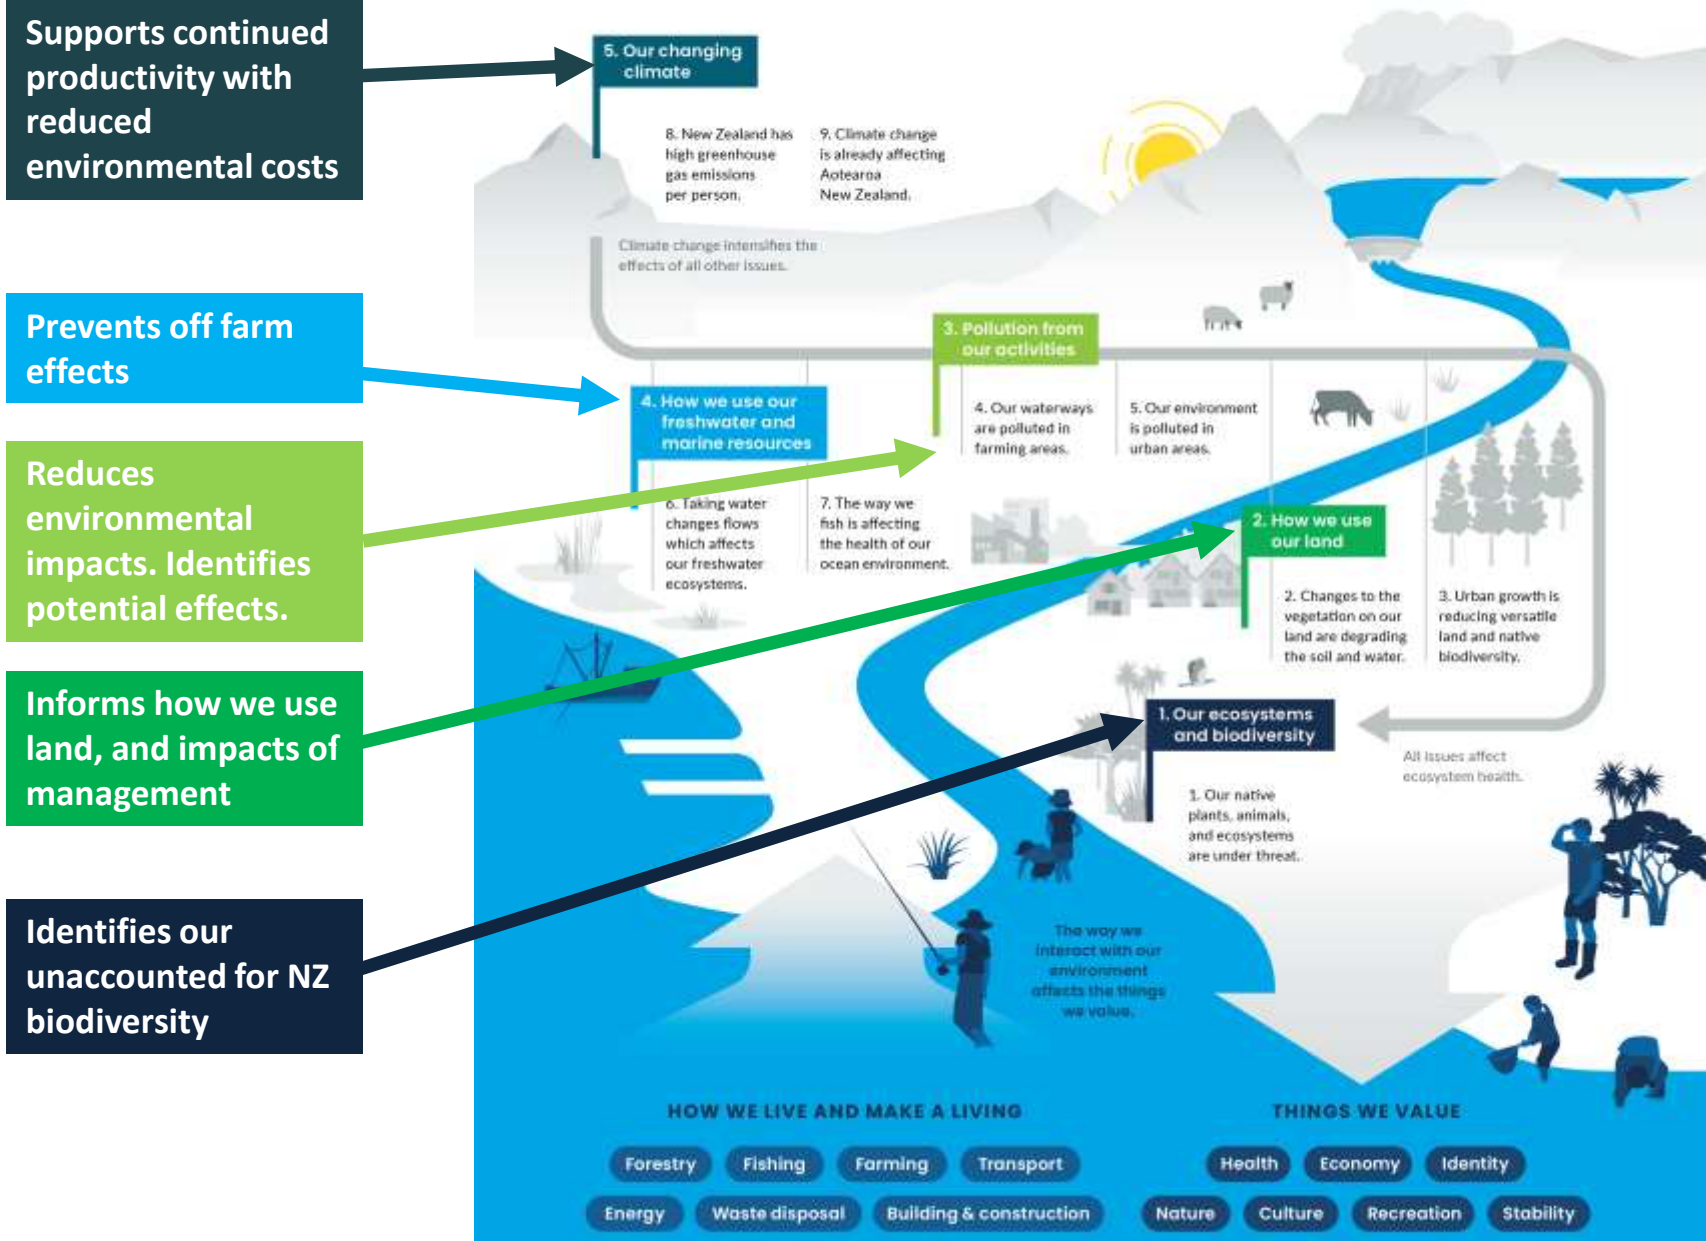 Supports continued
productivity with
reduced
environmental costs
Prevents off farm
effects
Reduces
environmental
impacts. Identifies
potential effects.
Informs how we use
land, and impacts of
management
Identifies our
unaccounted for NZ
biodiversity
5. Our changing
climate
8. New Zealand has
high greenhouse
gas emissions
per person.
9. Climate change
is already affecting
Aotearoa
New Zealand.
Climate change intensifies the
effects of all other issues.
3. Pollution from
our activities
4. Our waterways
are polluted in
farming areas.
5. Our environment
is polluted in
urban areas.
4. How we use our
freshwater and
marine resources
6. Taking water
changes flows
which affects
our freshwater
ecosystems.
7. The way we
fish is affecting
the health of our
ocean environment.
2. How we use
our land
2. Changes to the
vegetation on our
land are degrading
the soil and water.
3. Urban growth is
reducing versatile
land and native
biodiversity.
1. Our ecosystems
and biodiversity
1. Our native
plants, animals,
and ecosystems
are under threat.
All issues affect
ecosystem health.
The way we
interact with our
environment
affects the things
we value.
HOW WE LIVE AND MAKE A LIVING
Forestry Fishing Farming Transport
Energy Waste disposal Building & construction
THINGS WE VALUE
Health Economy Identity
Nature Culture Recreation Stability